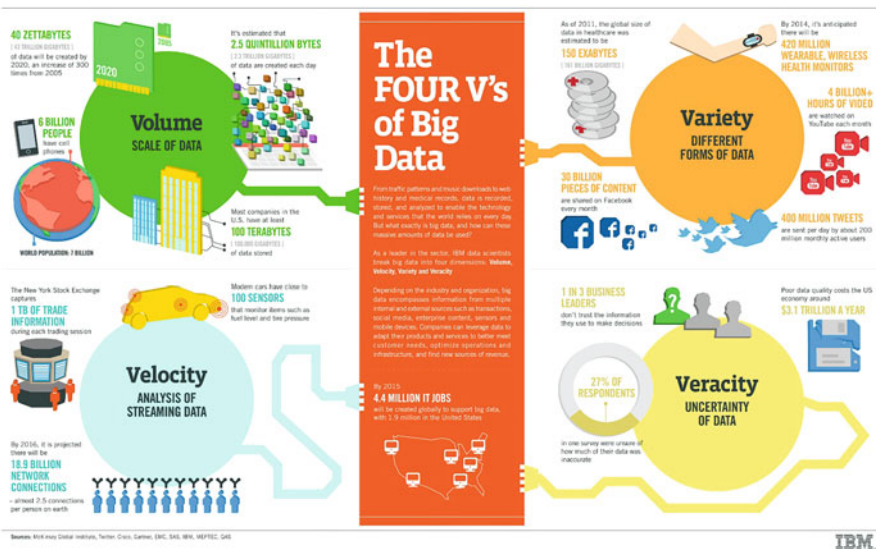 40 ZETTABYTES
[ 43 TRILLION GIGABYTES ]
of data will be created by
2020, an increase of 300
times from 2005
2005
2020
It's estimated that
2.5 QUINTILLION BYTES
[ 2.3 TRILLION GIGABYTES ]
of data are created each day
6 BILLION
PEOPLE
have cell
phones
WORLD POPULATION: 7 BILLION
Volume
SCALE OF DATA
Most companies in the
U.S. have at least
100 TERABYTES
[ 100,000 GIGABYTES ]
of data stored
The New York Stock Exchange
captures
1 TB OF TRADE
INFORMATION
during each trading session
Modern cars have close to
100 SENSORS
that monitor items such as
fuel level and tire pressure
Velocity
ANALYSIS OF
STREAMING DATA
By 2016, it is projected
there will be
18.9 BILLION
NETWORK
CONNECTIONS
– almost 2.5 connections
per person on earth
The
FOUR V's
of Big
Data
From traffic patterns and music downloads to web
history and medical records, data is recorded,
stored, and analyzed to enable the technology
and services that the world relies on every day.
But what exactly is big data, and how can these
massive amounts of data be used?
As a leader in the sector, IBM data scientists
break big data into four dimensions: Volume,
Velocity, Variety and Veracity
Depending on the industry and organization, big
data encompasses information from multiple
internal and external sources such as transactions,
social media, enterprise content, sensors and
mobile devices. Companies can leverage data to
adapt their products and services to better meet
customer needs, optimize operations and
infrastructure, and find new sources of revenue.
By 2015
4.4 MILLION IT JOBS
will be created globally to support big data,
with 1.9 million in the United States
As of 2011, the global size of
data in healthcare was
estimated to be
150 EXABYTES
[ 161 BILLION GIGABYTES ]
By 2014, it's anticipated
there will be
420 MILLION
WEARABLE, WIRELESS
HEALTH MONITORS
4 BILLION+
HOURS OF VIDEO
are watched on
YouTube each month
Variety
DIFFERENT
FORMS OF DATA
30 BILLION
PIECES OF CONTENT
are shared on Facebook
every month
400 MILLION TWEETS
are sent per day by about 200
million monthly active users
1 IN 3 BUSINESS
LEADERS
don't trust the information
they use to make decisions
Poor data quality costs the US
economy around
$3.1 TRILLION A YEAR
27% OF
RESPONDENTS
in one survey were unsure of
how much of their data was
inaccurate
Veracity
UNCERTAINTY
OF DATA
Sources: McKinsey Global Institute, Twitter, Cisco, Gartner, EMC, SAS, IBM, MEPTEC, QAS
IBM